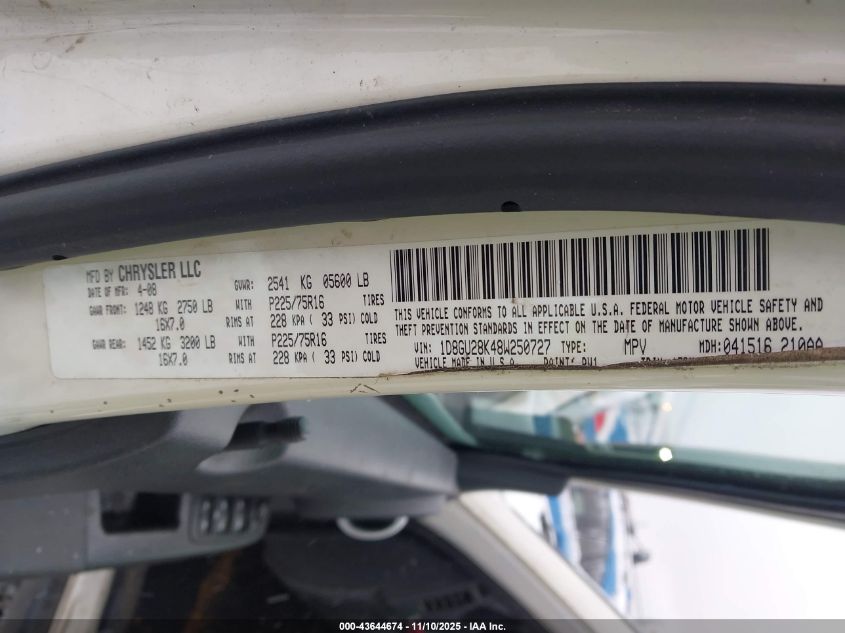 MFD BY CHRYSLER LLC
DATE OF MFR: 4-08
GVWR: 2541 KG 05600 LB
GAWR FRONT: 1248 KG 2750 LB WITH P225/75R16 TIRES
16X7.0 RIMS AT 228 KPA ( 33 PSI) COLD
GAWR REAR: 1452 KG 3200 LB WITH P225/75R16 TIRES
16X7.0 RIMS AT 228 KPA ( 33 PSI) COLD
THIS VEHICLE CONFORMS TO ALL APPLICABLE U.S.A. FEDERAL MOTOR VEHICLE SAFETY AND
THEFT PREVENTION STANDARDS IN EFFECT ON THE DATE OF MANUFACTURE SHOWN ABOVE.
VIN: 1D8GU28K48W250727 TYPE: MPV MDH: 041516 210AA
VEHICLE MADE IN U.S.A. PAINT: PW1
000-43644674 - 11/10/2025 - IAA Inc.